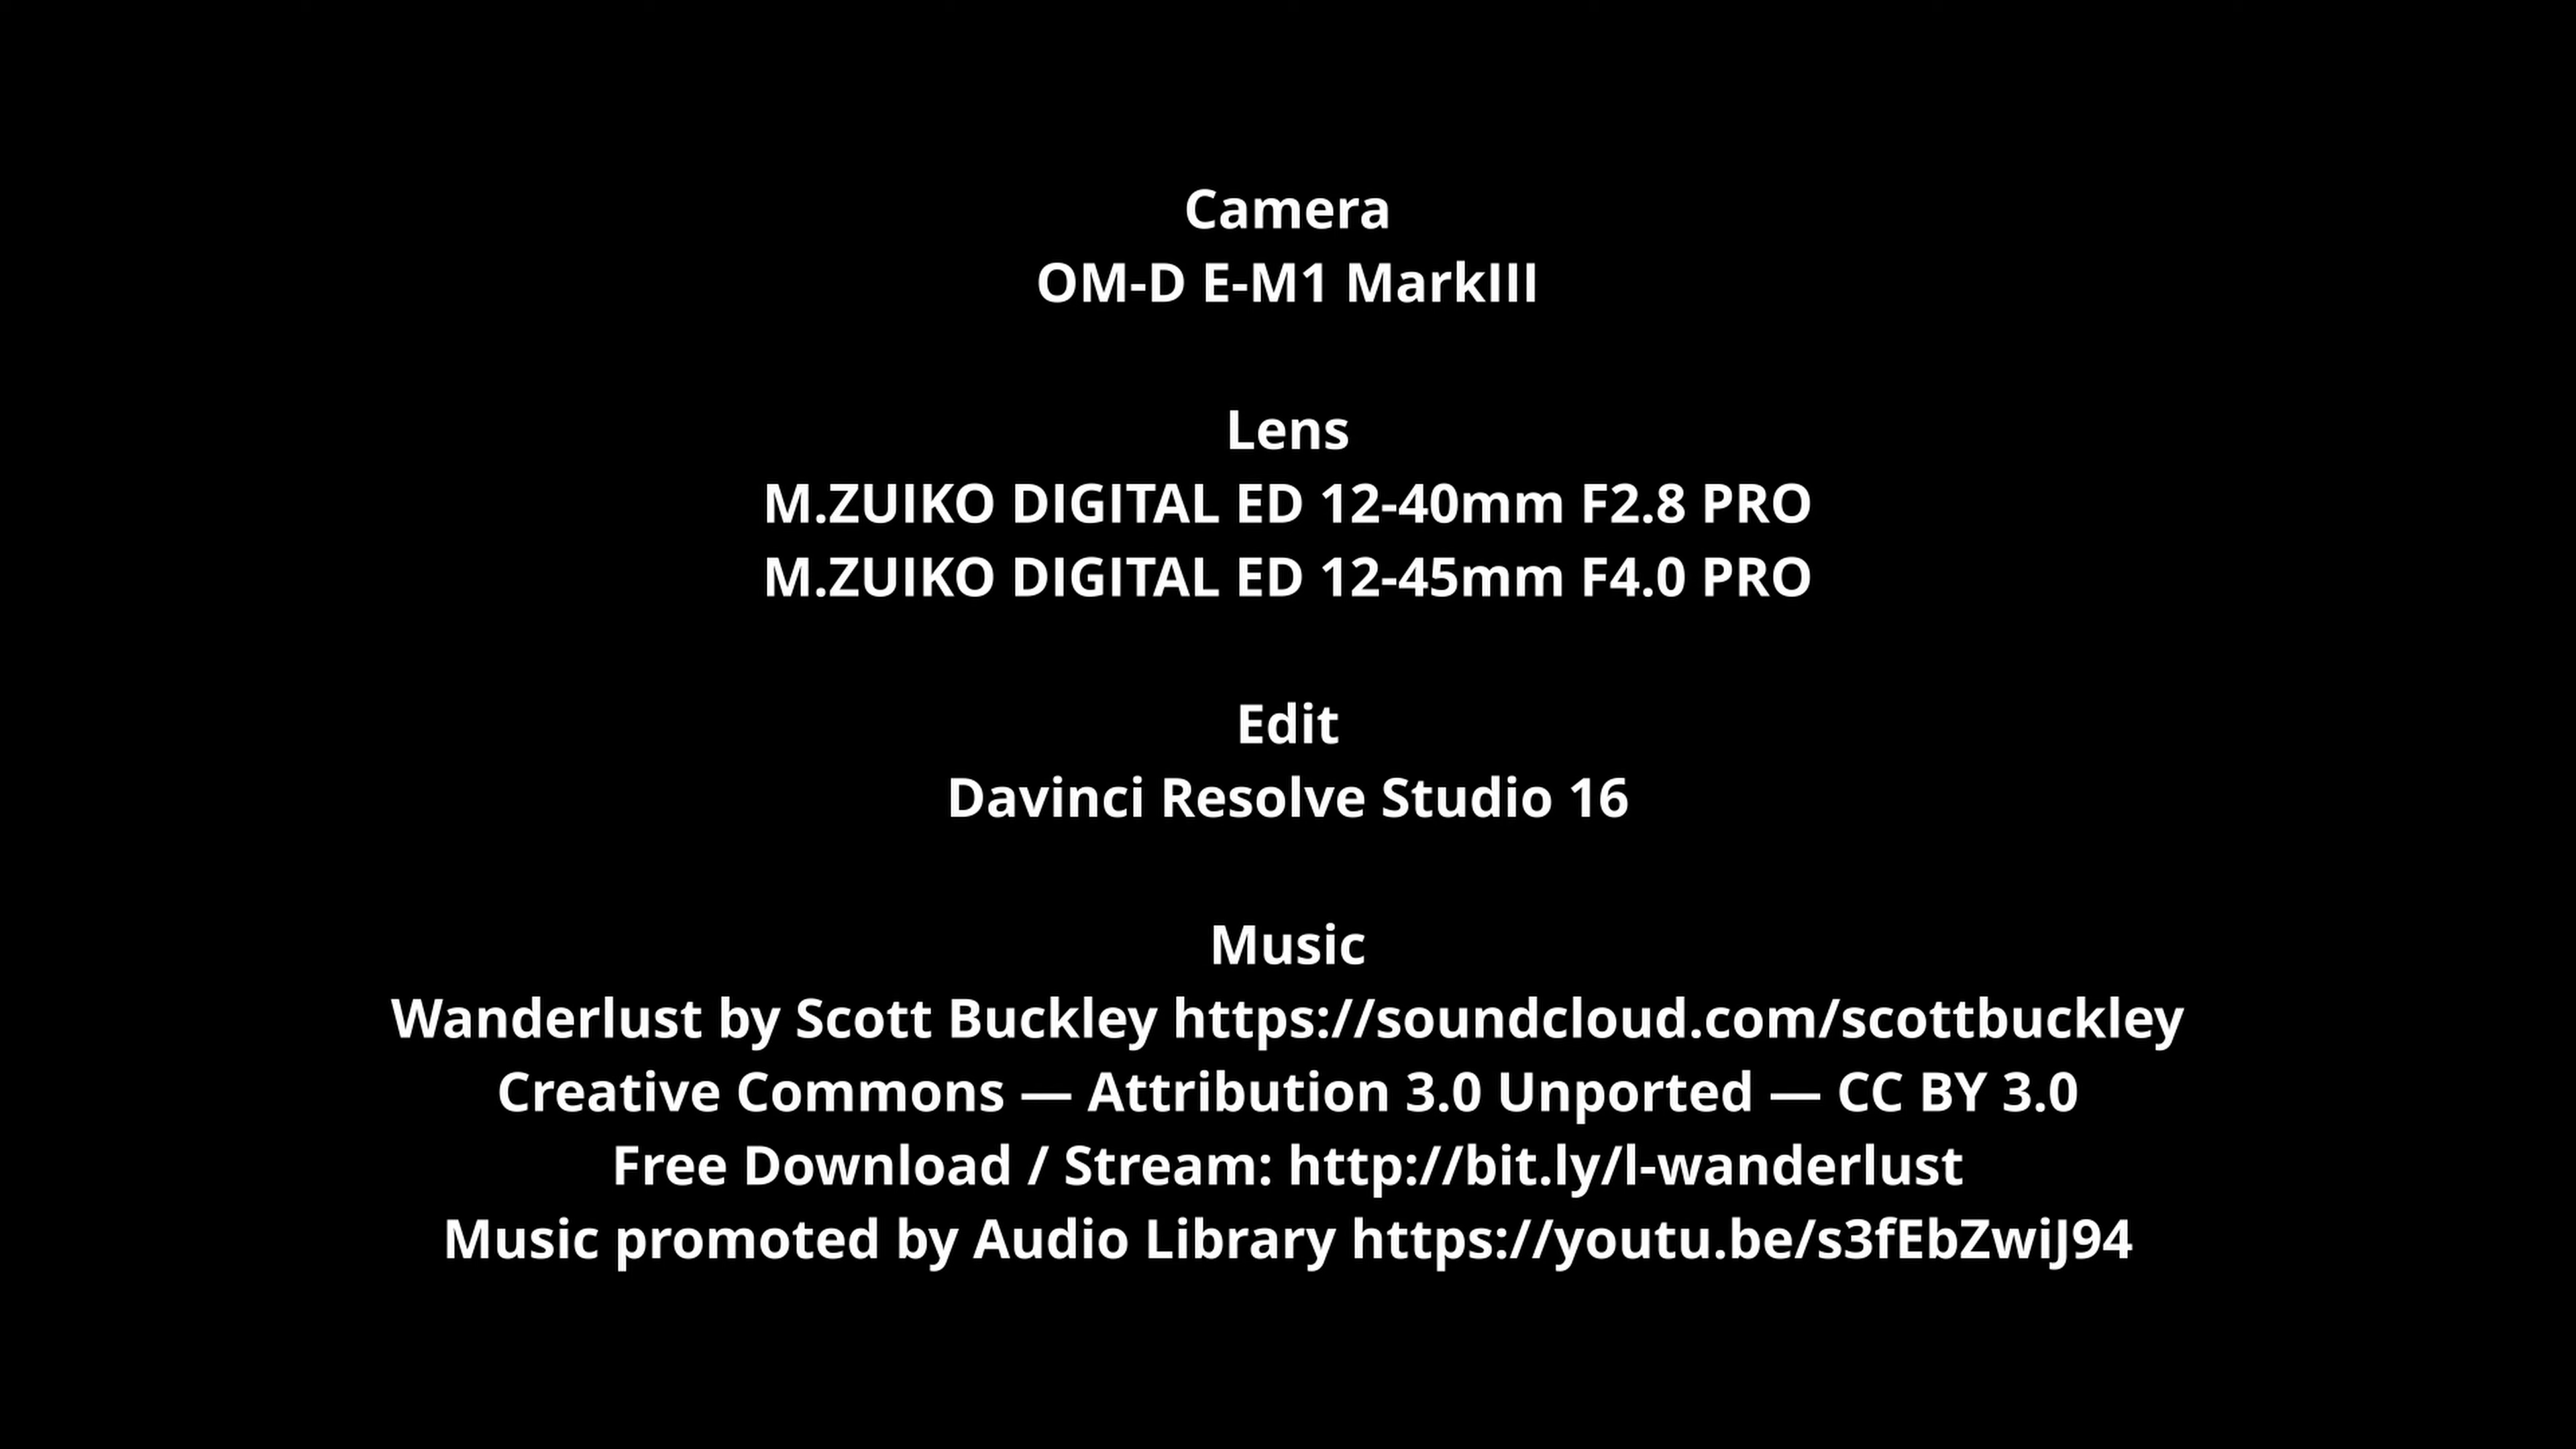 Camera
OM-D E-M1 MarkIII
Lens
M.ZUIKO DIGITAL ED 12-40mm F2.8 PRO
M.ZUIKO DIGITAL ED 12-45mm F4.0 PRO
Edit
Davinci Resolve Studio 16
Music
Wanderlust by Scott Buckley https://soundcloud.com/scottbuckley
Creative Commons — Attribution 3.0 Unported — CC BY 3.0
Free Download / Stream: http://bit.ly/l-wanderlust
Music promoted by Audio Library https://youtu.be/s3fEbZwiJ94